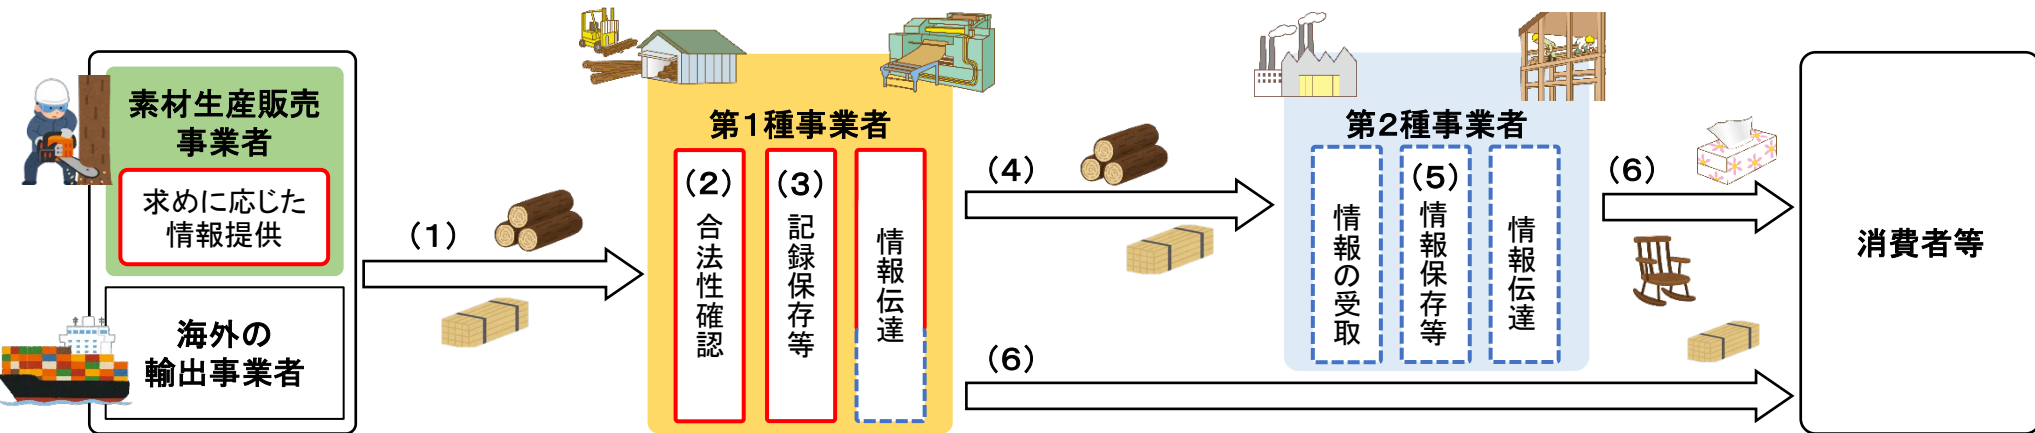 素材生産販売
事業者
求めに応じた
情報提供
海外の
輸出事業者
(1)
第1種事業者
(2)
合法性確認
(3)
記録保存等
情報伝達
(4)
(6)
第2種事業者
情報の受取
(5)
情報保存等
情報伝達
(6)
消費者等